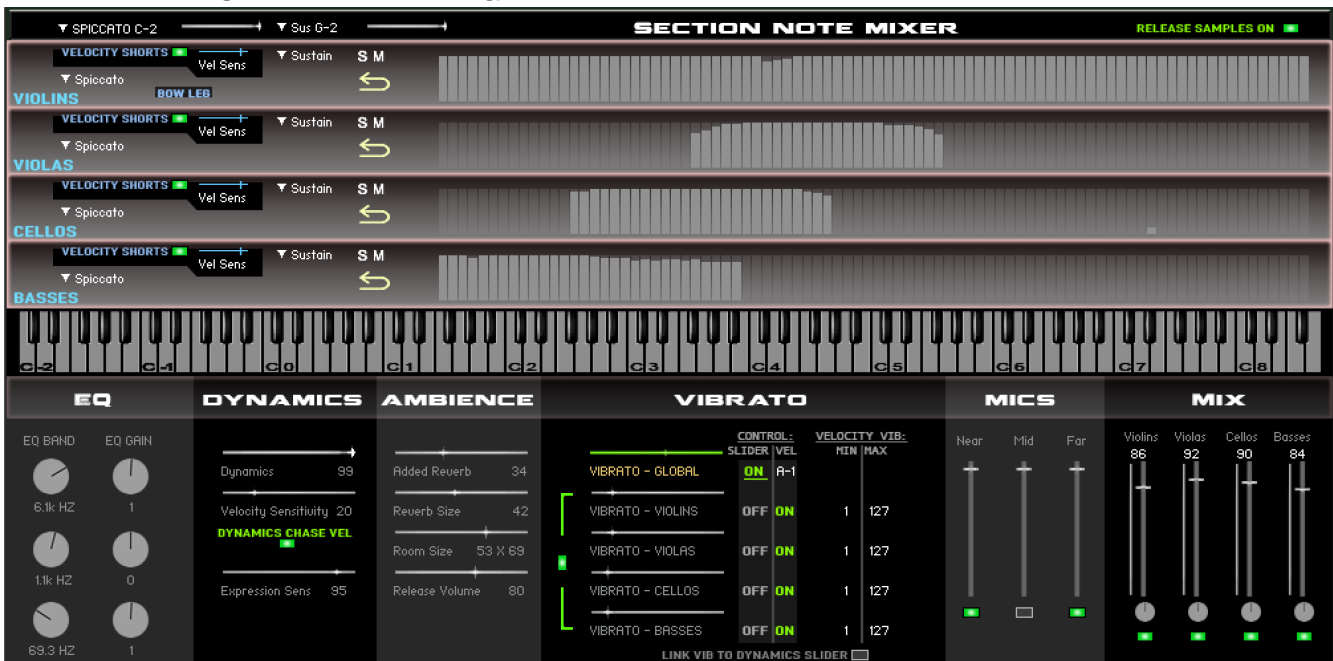 ▼ SPICCATO C-2 ▼ Sus G-2 SECTION NOTE MIXER RELEASE SAMPLES ON
VELOCITY SHORTS Vel Sens ▼ Sustain S M
▼ Spiccato
VIOLINS BOW LEG
VELOCITY SHORTS Vel Sens ▼ Sustain S M
▼ Spiccato
VIOLAS
VELOCITY SHORTS Vel Sens ▼ Sustain S M
▼ Spiccato
CELLOS
VELOCITY SHORTS Vel Sens ▼ Sustain S M
▼ Spiccato
BASSES
C-2 C-1 C0 C1 C2 C3 C4 C5 C6 C7 C8
EQ DYNAMICS AMBIENCE VIBRATO MICS MIX
EQ BAND EQ GAIN
6.1k HZ 1
1.1k HZ 0
69.3 HZ 1
Dynamics 99
Velocity Sensitivity 20
DYNAMICS CHASE VEL
Expression Sens 95
Added Reverb 34
Reverb Size 42
Room Size 53 X 69
Release Volume 80
CONTROL: VELOCITY VIB:
SLIDER VEL MIN MAX
VIBRATO - GLOBAL ON A-1
VIBRATO - VIOLINS OFF ON 1 127
VIBRATO - VIOLAS OFF ON 1 127
VIBRATO - CELLOS OFF ON 1 127
VIBRATO - BASSES OFF ON 1 127
LINK VIB TO DYNAMICS SLIDER
Near Mid Far
Violins Violas Cellos Basses
86 92 90 84